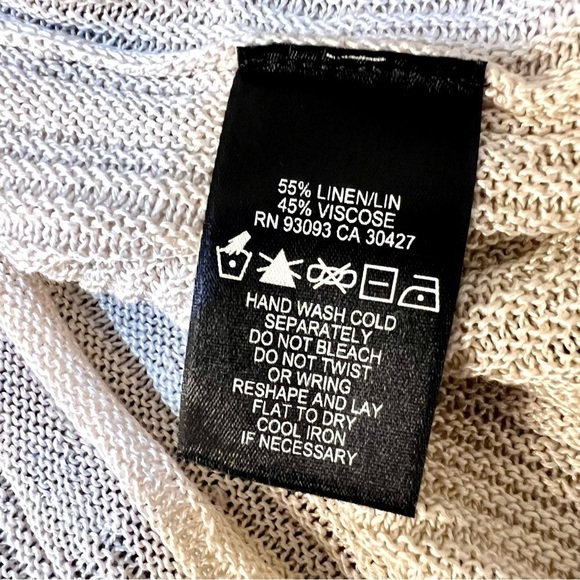 55% LINEN/LIN
45% VISCOSE
RN 93093 CA 30427
HAND WASH COLD
SEPARATELY
DO NOT BLEACH
DO NOT TWIST
OR WRING
RESHAPE AND LAY
FLAT TO DRY
COOL IRON
IF NECESSARY